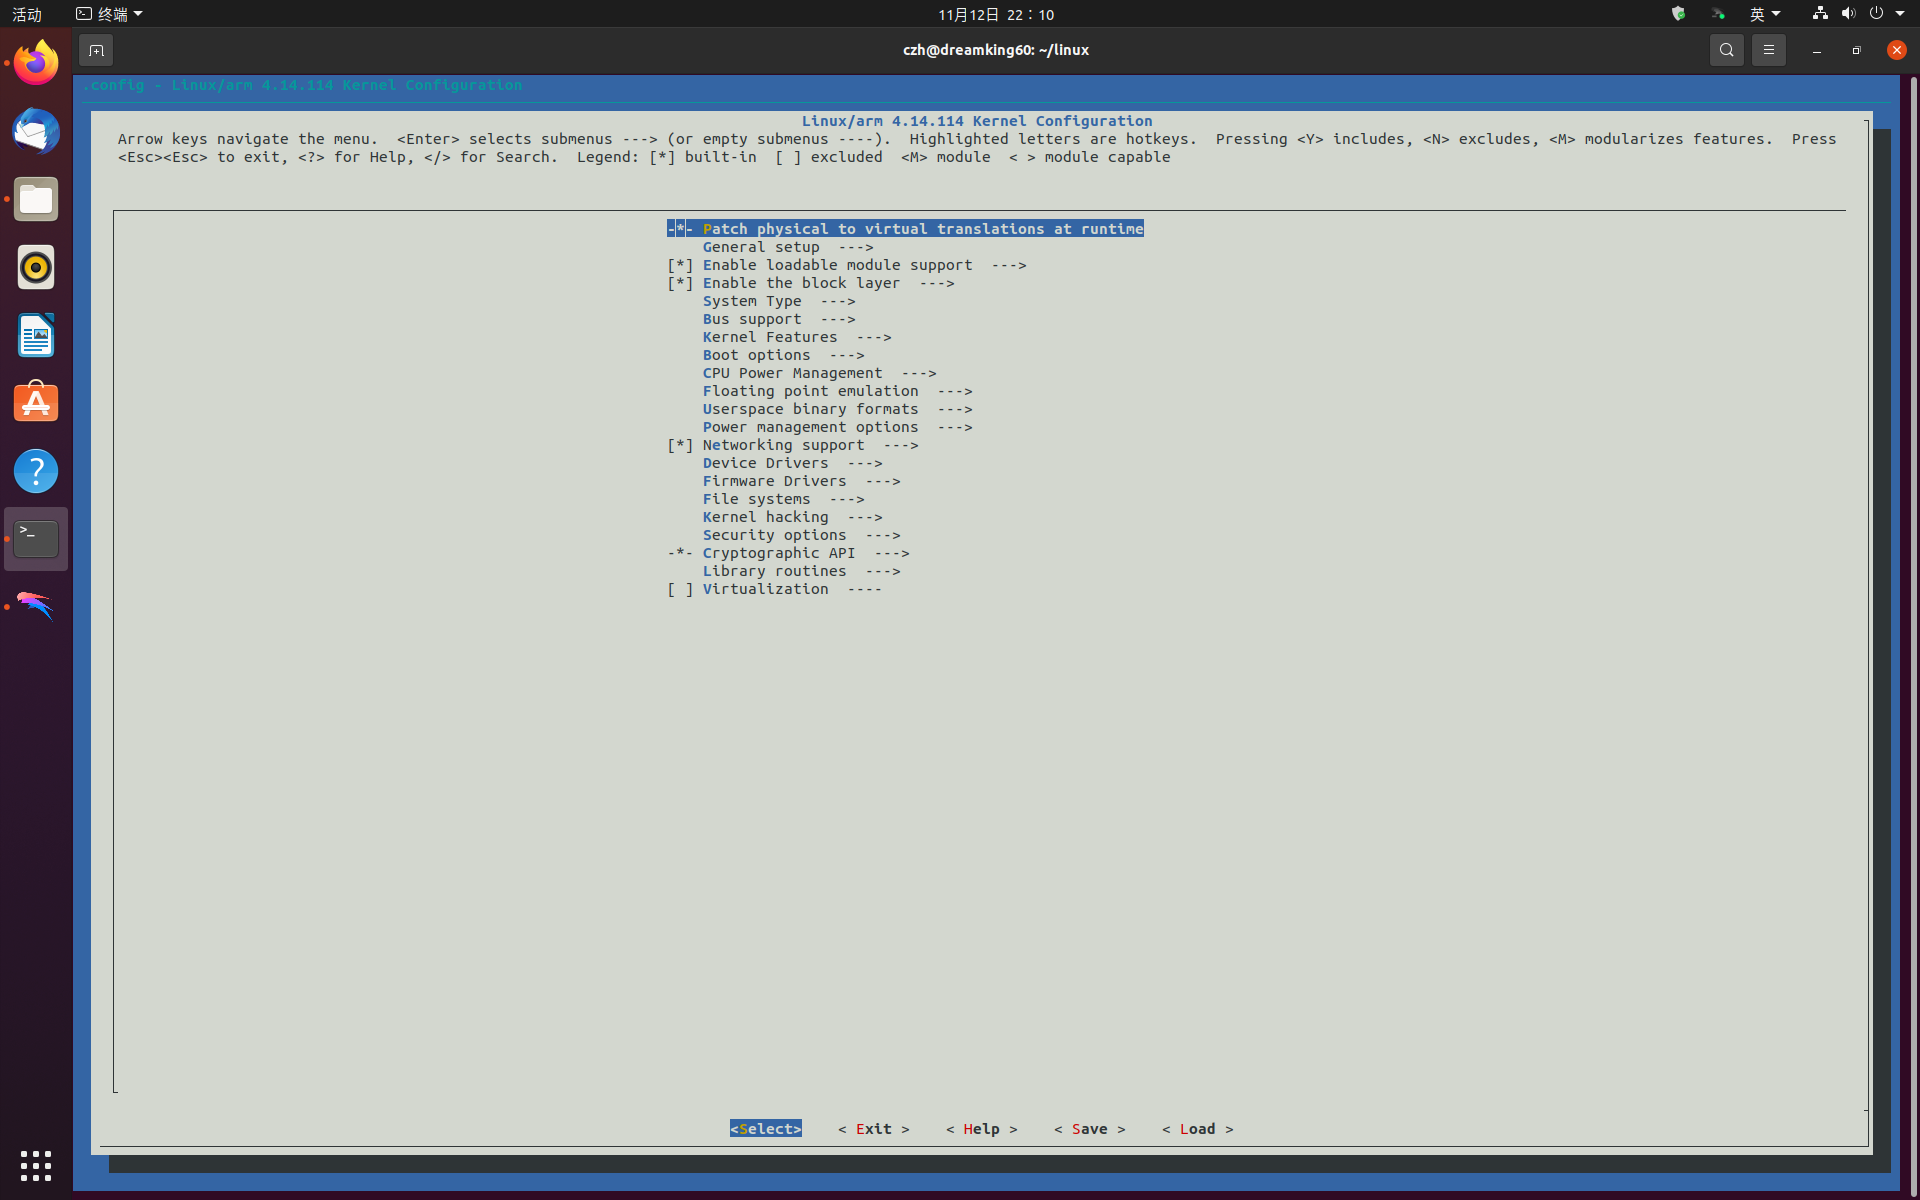 活动 终端 11月12日 22：10 英
czh@dreamking60: ~/linux
.config - Linux/arm 4.14.114 Kernel Configuration
Linux/arm 4.14.114 Kernel Configuration
Arrow keys navigate the menu.  <Enter> selects submenus ---> (or empty submenus ----).  Highlighted letters are hotkeys.  Pressing <Y> includes, <N> excludes, <M> modularizes features.  Press
<Esc><Esc> to exit, <?> for Help, </> for Search.  Legend: [*] built-in  [ ] excluded  <M> module  < > module capable
-*- Patch physical to virtual translations at runtime
General setup  --->
[*] Enable loadable module support  --->
[*] Enable the block layer  --->
System Type  --->
Bus support  --->
Kernel Features  --->
Boot options  --->
CPU Power Management  --->
Floating point emulation  --->
Userspace binary formats  --->
Power management options  --->
[*] Networking support  --->
Device Drivers  --->
Firmware Drivers  --->
File systems  --->
Kernel hacking  --->
Security options  --->
-*- Cryptographic API  --->
Library routines  --->
[ ] Virtualization  ----
<Select>    < Exit >    < Help >    < Save >    < Load >